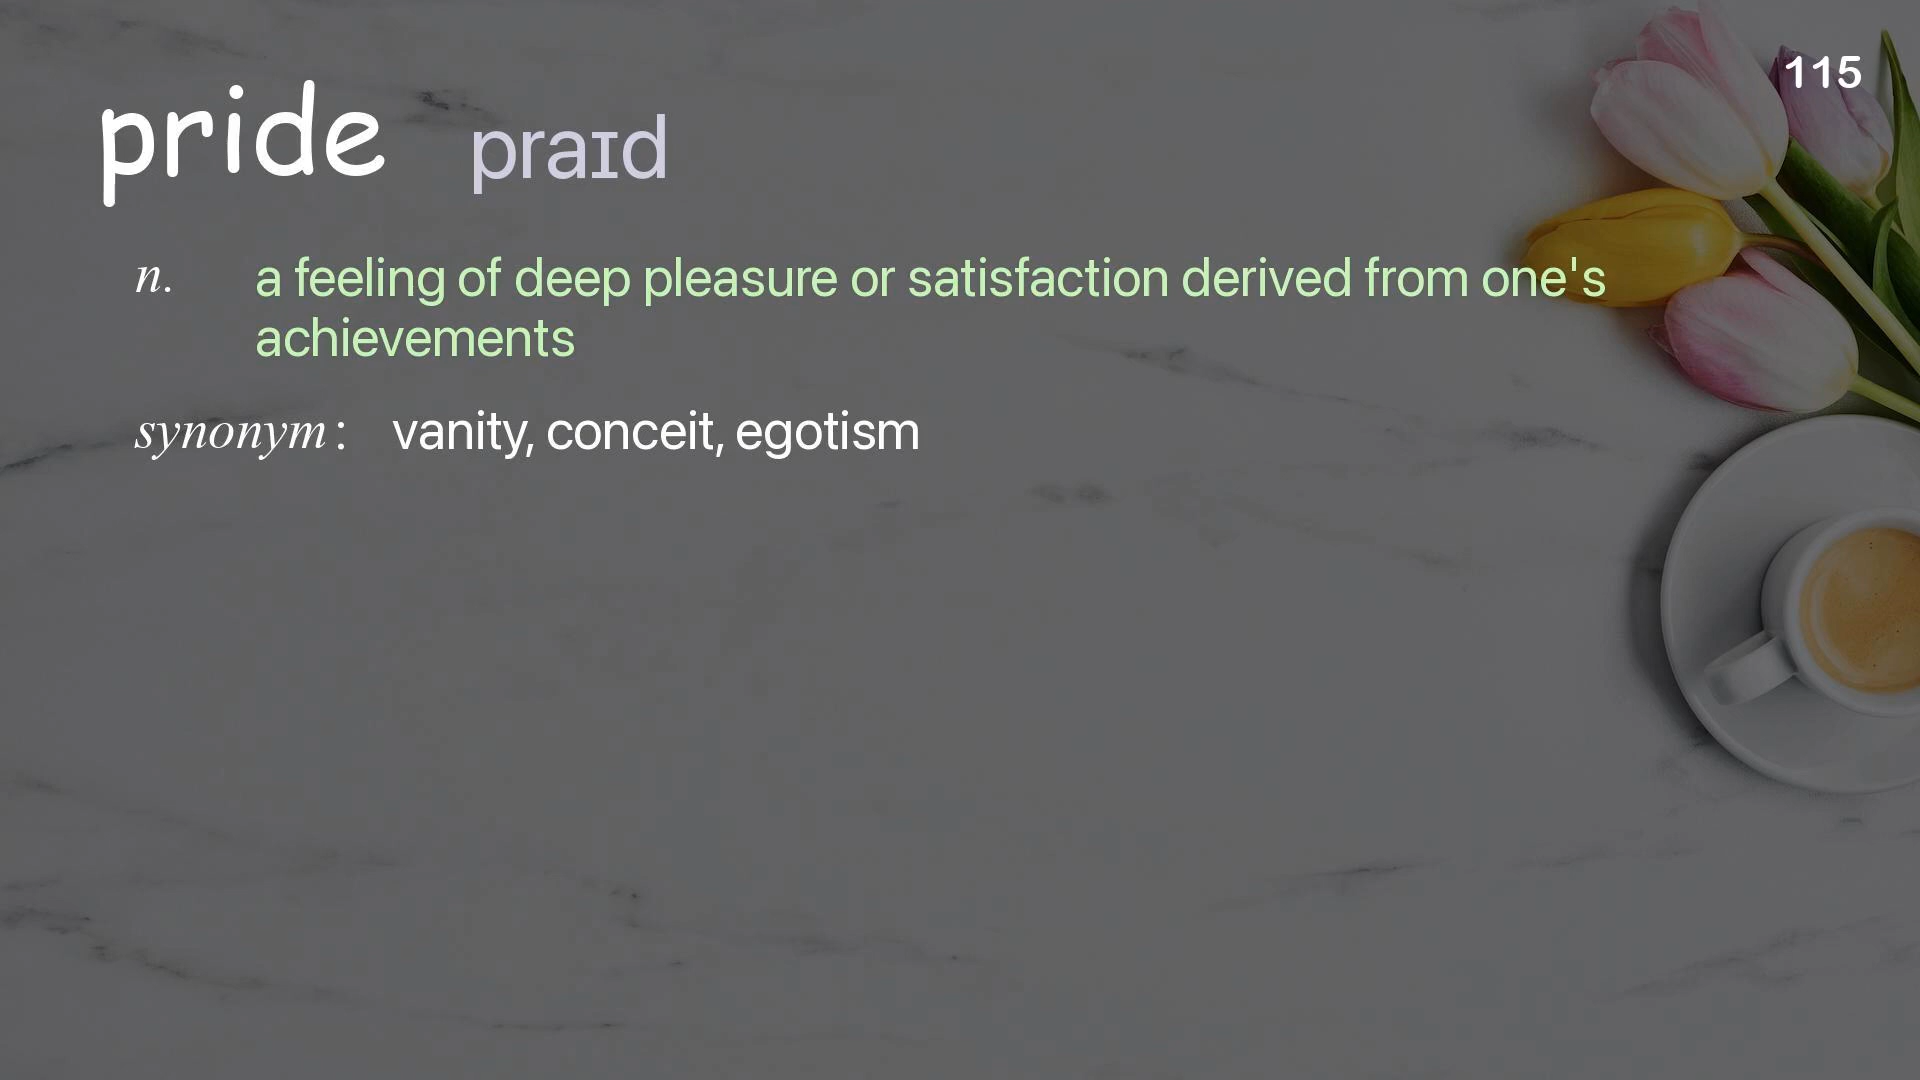 115
pride praɪd
n. a feeling of deep pleasure or satisfaction derived from one's
achievements
synonym: vanity, conceit, egotism